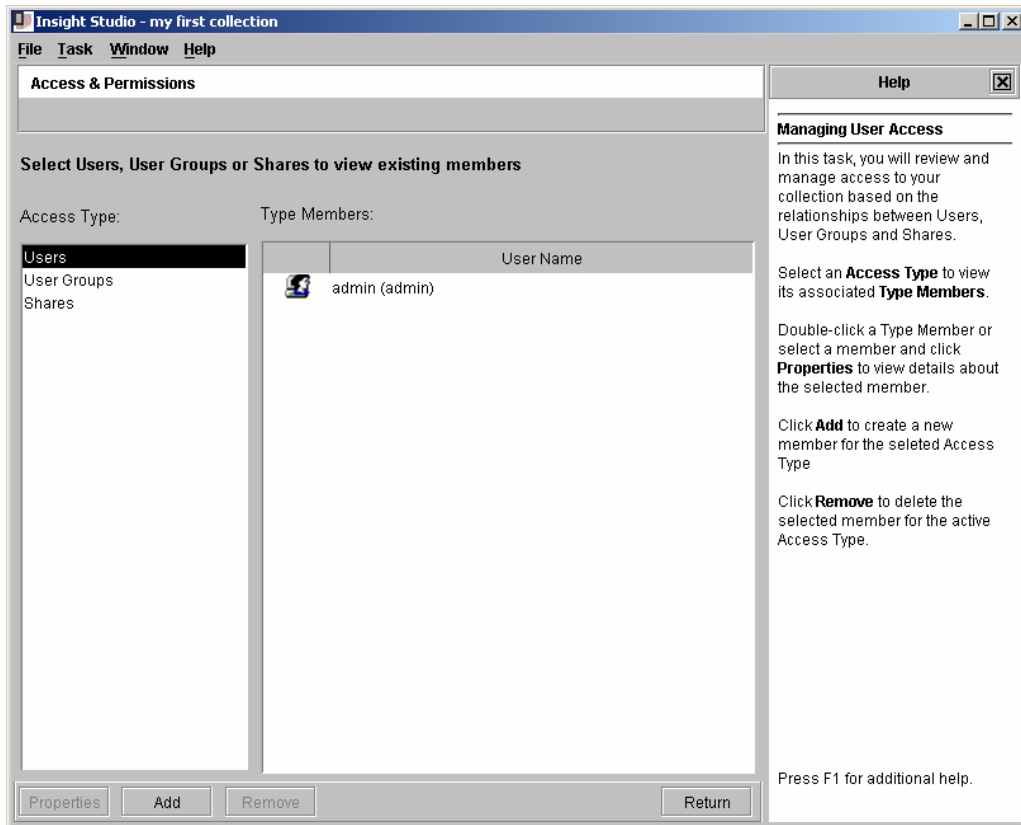 Insight Studio - my first collection
File Task Window Help
Access & Permissions
Select Users, User Groups or Shares to view existing members
Access Type:
Users
User Groups
Shares
Type Members:
User Name
admin (admin)
Properties
Add
Remove
Return
Help
Managing User Access
In this task, you will review and
manage access to your
collection based on the
relationships between Users,
User Groups and Shares.
Select an Access Type to view
its associated Type Members.
Double-click a Type Member or
select a member and click
Properties to view details about
the selected member.
Click Add to create a new
member for the seleted Access
Type
Click Remove to delete the
selected member for the active
Access Type.
Press F1 for additional help.